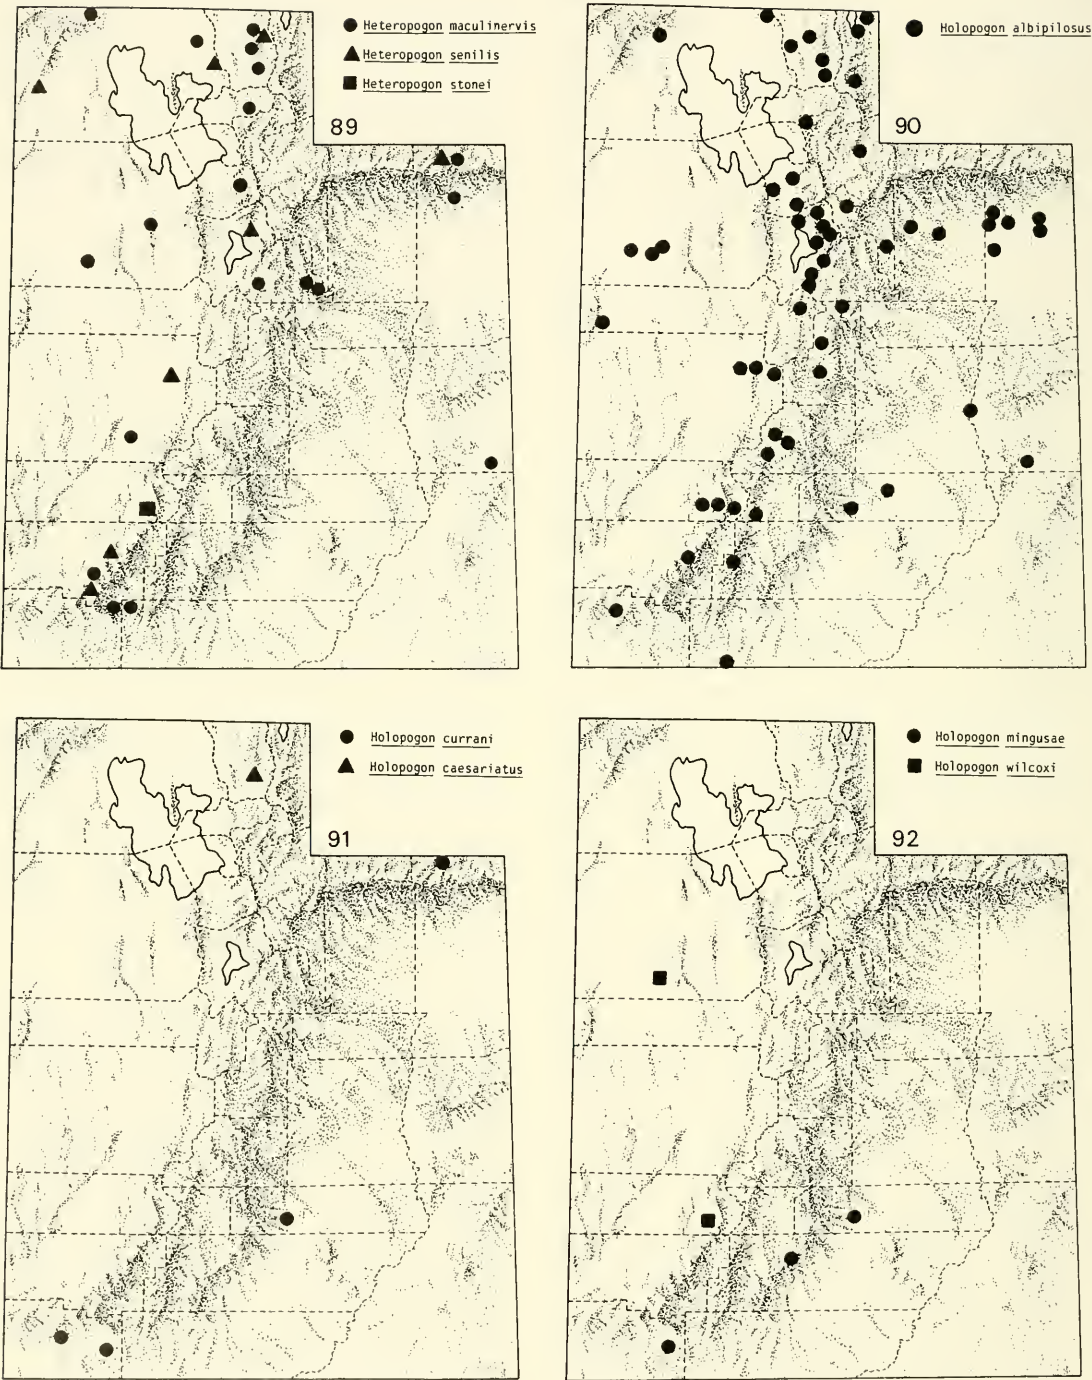 Heteropogon maculinervis
Heteropogon senilis
Heteropogon stonei
89
Holopogon albipilosus
90
Holopogon currani
Holopogon caesariatus
91
Holopogon mingusae
Holopogon wilcoxi
92